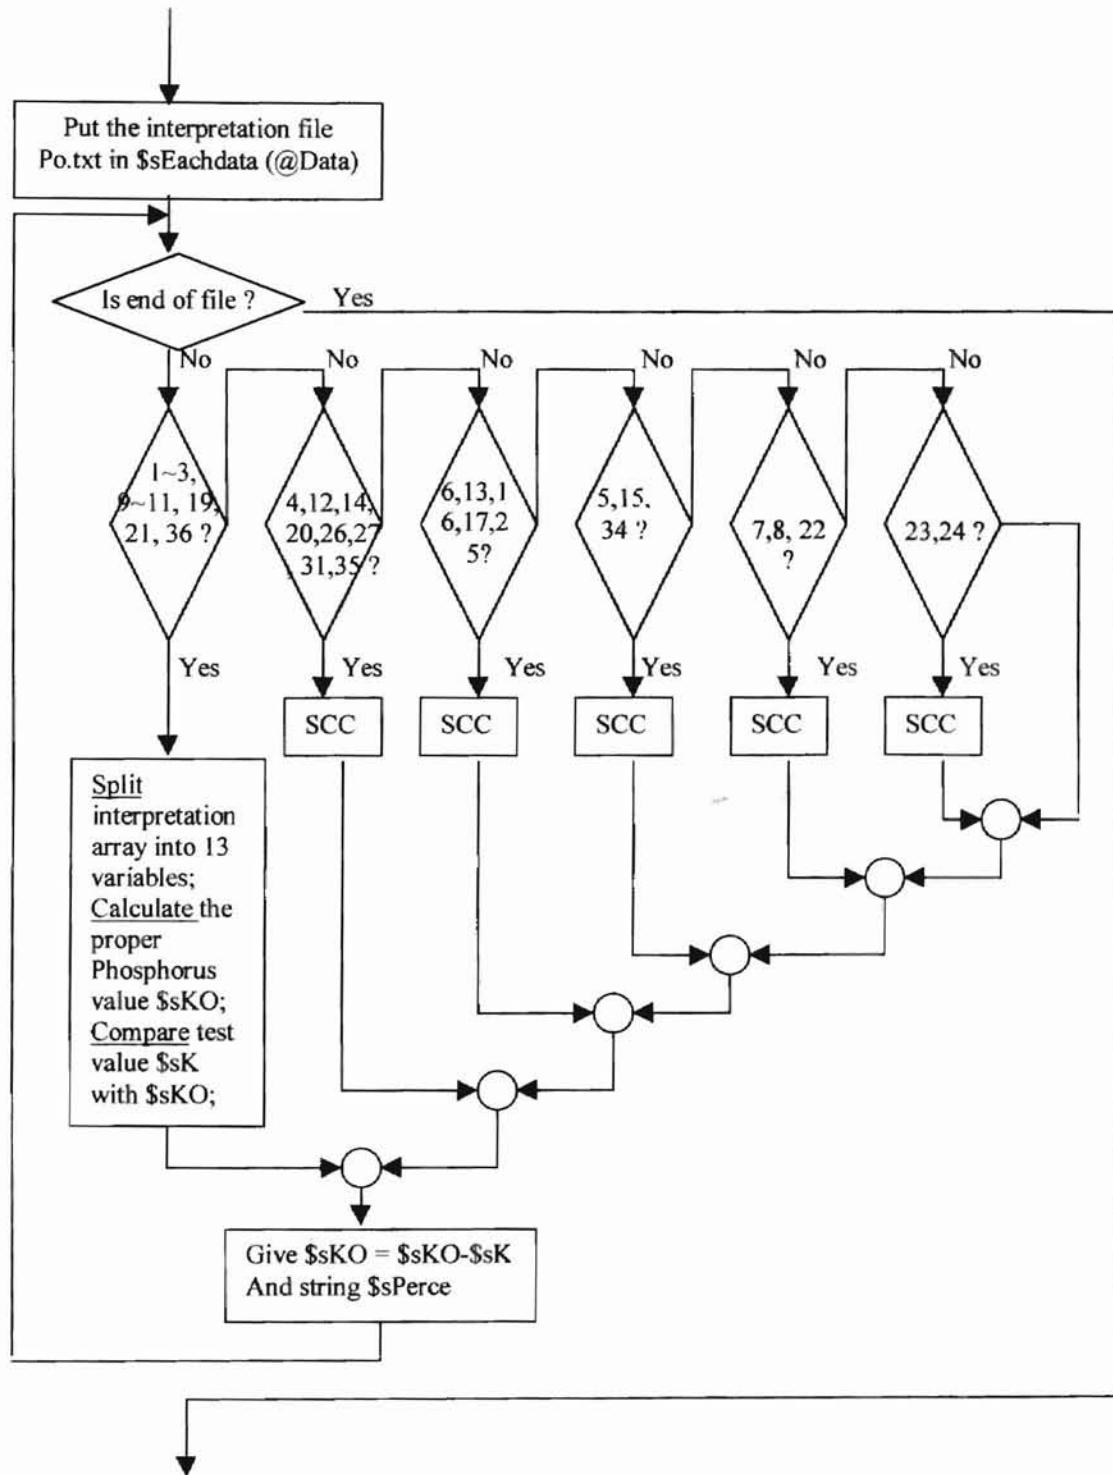 Put the interpretation file
Po.txt in $sEachdata (@Data)
Is end of file ?
Yes
No
No
No
No
No
No
1~3,
9~11, 19,
21, 36 ?
4,12,14,
20,26,27
, 31,35 ?
6,13,1
6,17,2
5?
5,15,
34 ?
7,8, 22
?
23,24 ?
Yes
Yes
Yes
Yes
Yes
Yes
SCC
SCC
SCC
SCC
SCC
Split
interpretation
array into 13
variables;
Calculate the
proper
Phosphorus
value $sKO;
Compare test
value $sK
with $sKO;
Give $sKO = $sKO-$sK
And string $sPerce